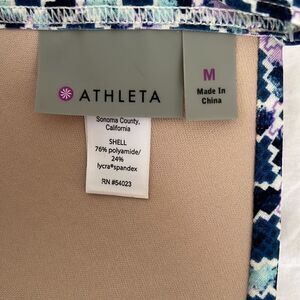 ATHLETA
M
Made In
China
Sonoma County,
California
SHELL
76% polyamide/
24%
lycra®spandex
RN #54023